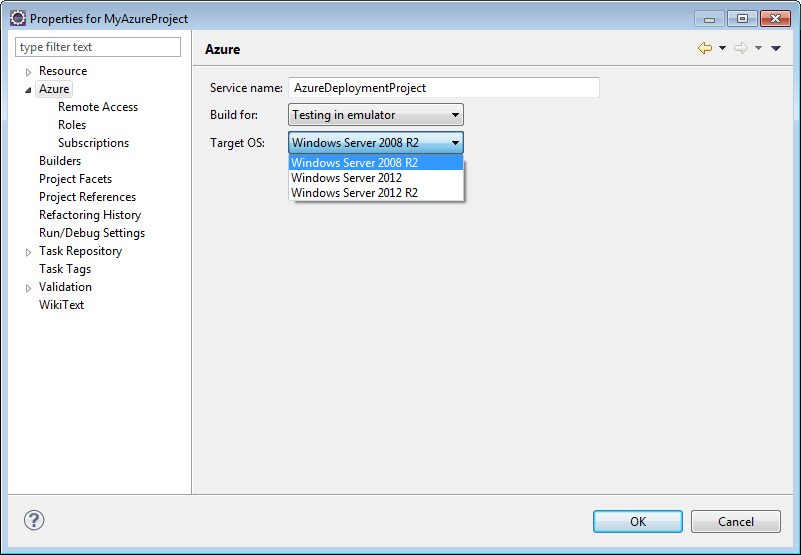 Properties for MyAzureProject
type filter text
Resource
Azure
Remote Access
Roles
Subscriptions
Builders
Project Facets
Project References
Refactoring History
Run/Debug Settings
Task Repository
Task Tags
Validation
WikiText
Azure
Service name: AzureDeploymentProject
Build for: Testing in emulator
Target OS: Windows Server 2008 R2
Windows Server 2008 R2
Windows Server 2012
Windows Server 2012 R2
?
OK Cancel